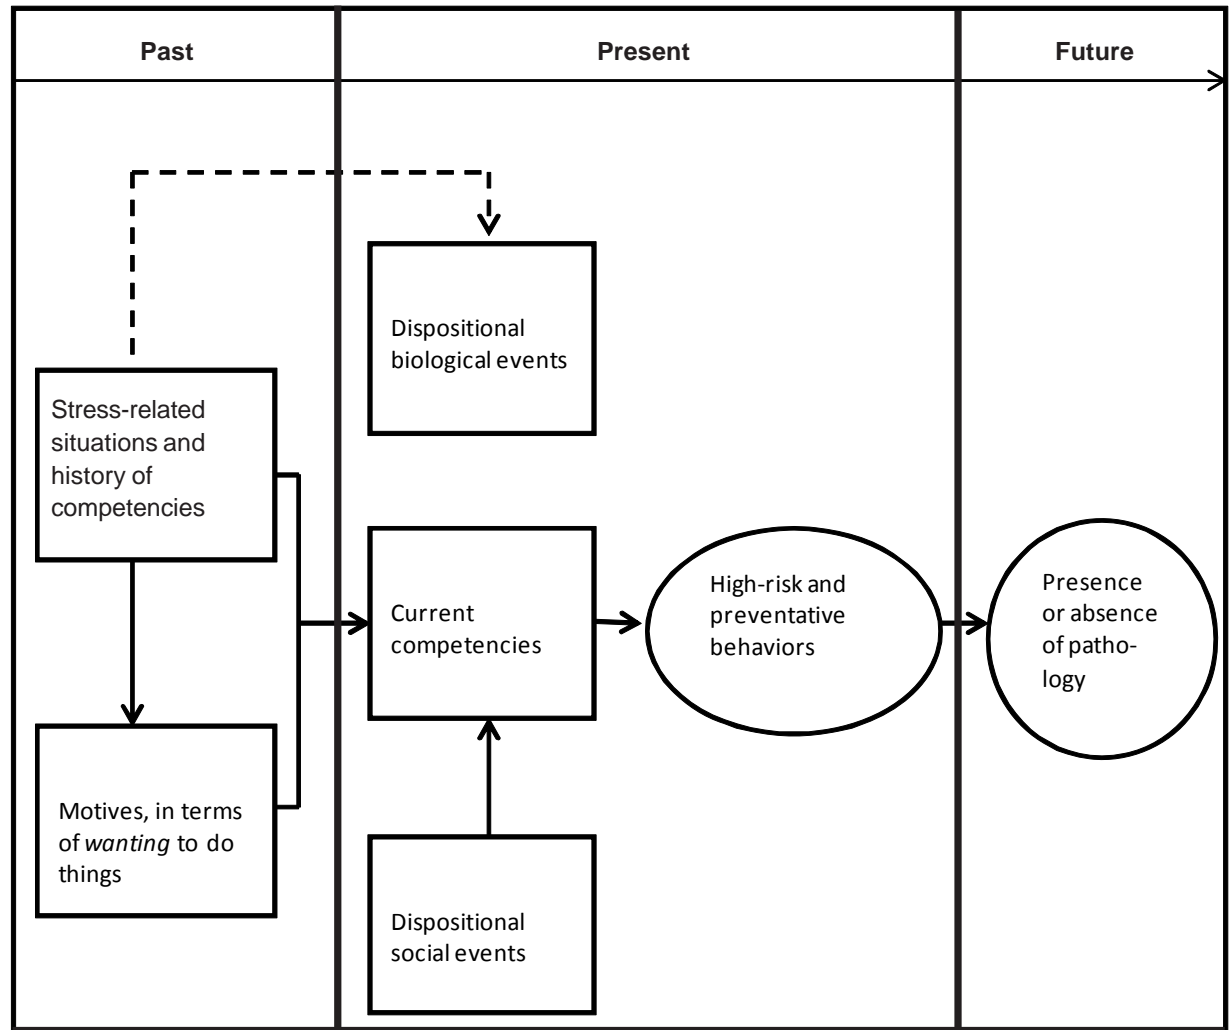 Past
Present
Future
Dispositional
biological events
Stress-related
situations and
history of
competencies
Current
competencies
High-risk and
preventative
behaviors
Presence
or absence
of patho-
logy
Motives, in terms
of wanting to do
things
Dispositional
social events